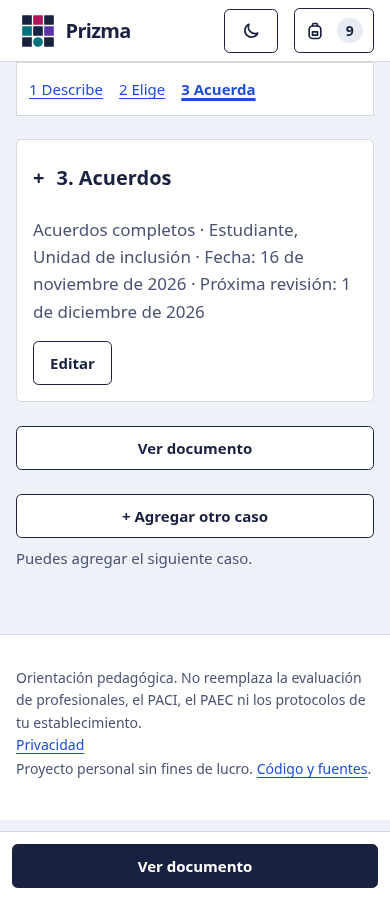 Prizma
9
1 Describe 2 Elige 3 Acuerda
+ 3. Acuerdos
Acuerdos completos · Estudiante,
Unidad de inclusión · Fecha: 16 de
noviembre de 2026 · Próxima revisión: 1
de diciembre de 2026
Editar
Ver documento
+ Agregar otro caso
Puedes agregar el siguiente caso.
Orientación pedagógica. No reemplaza la evaluación
de profesionales, el PACI, el PAEC ni los protocolos de
tu establecimiento.
Privacidad
Proyecto personal sin fines de lucro. Código y fuentes.
Ver documento